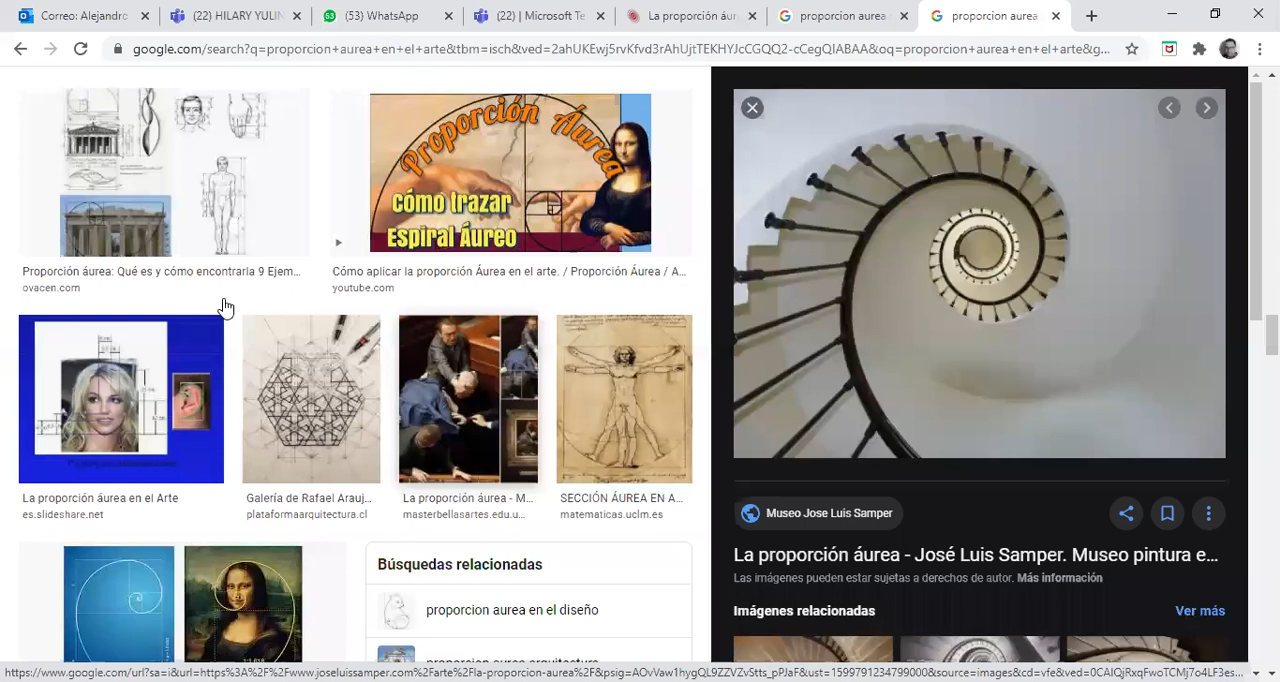 Correo: Alejandro
(22) HILARY YULIN
(53) WhatsApp
(22) | Microsoft Te
La proporción áur
proporcion aurea
proporcion aurea
google.com/search?q=proporcion+aurea+en+el+arte&tbm=isch&ved=2ahUKEwj5rvKfvd3rAhUjtTEKHYJcCGQQ2-cCegQIABAA&oq=proporcion+aurea+en+el+arte&g...
Proporción Áurea
cómo trazar
Espiral Áureo
Proporción áurea: Qué es y cómo encontrarla 9 Ejem...
ovacen.com
Cómo aplicar la proporción Áurea en el arte. / Proporción Áurea / A...
youtube.com
La proporción áurea en el Arte
es.slideshare.net
Galería de Rafael Arauj...
plataformaarquitectura.cl
La proporción áurea - M...
masterbellasartes.edu.u...
SECCIÓN ÁUREA EN A...
matematicas.uclm.es
Búsquedas relacionadas
proporcion aurea en el diseño
proporcion aurea arquitectura
Museo Jose Luis Samper
La proporción áurea - José Luis Samper. Museo pintura e...
Las imágenes pueden estar sujetas a derechos de autor. Más información
Imágenes relacionadas
Ver más
https://www.google.com/url?sa=i&url=https%3A%2F%2Fwww.joseluissamper.com%2Farte%2Fla-proporcion-aurea%2F&psig=AOvVaw1hygQL9ZZVZvStts_pPJaF&ust=1599791234799000&source=images&cd=vfe&ved=0CAIQjRxqFwoTCMj7o4LF3es...